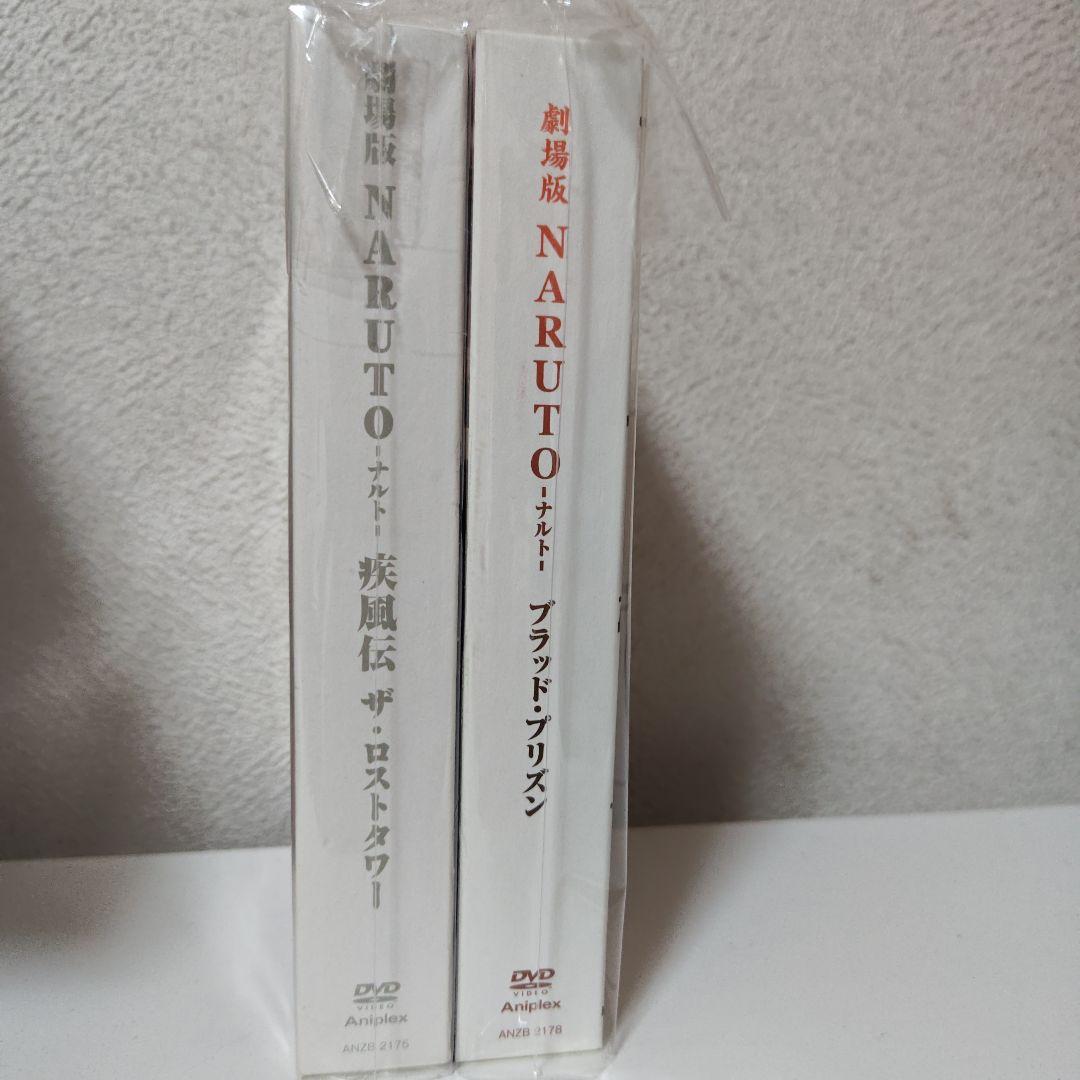 劇場版 NARUTO-ナルト- 疾風伝 ザ・ロストタワー
DVD
VIDEO
Aniplex
ANZB 2175
劇場版 NARUTO-ナルト- ブラッド・プリズン
DVD
VIDEO
Aniplex
ANZB 2178